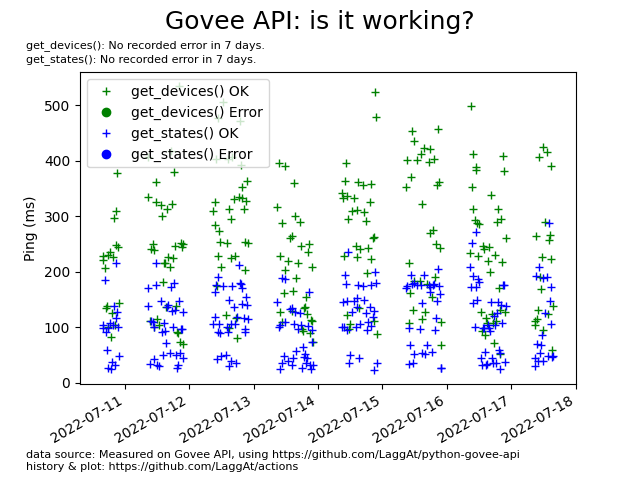 Govee API: is it working?
get_devices(): No recorded error in 7 days.
get_states(): No recorded error in 7 days.
get_devices() OK
get_devices() Error
get_states() OK
get_states() Error
Ping (ms)
500
400
300
200
100
0
2022-07-11
2022-07-12
2022-07-13
2022-07-14
2022-07-15
2022-07-16
2022-07-17
2022-07-18
data source: Measured on Govee API, using https://github.com/LaggAt/python-govee-api
history & plot: https://github.com/LaggAt/actions